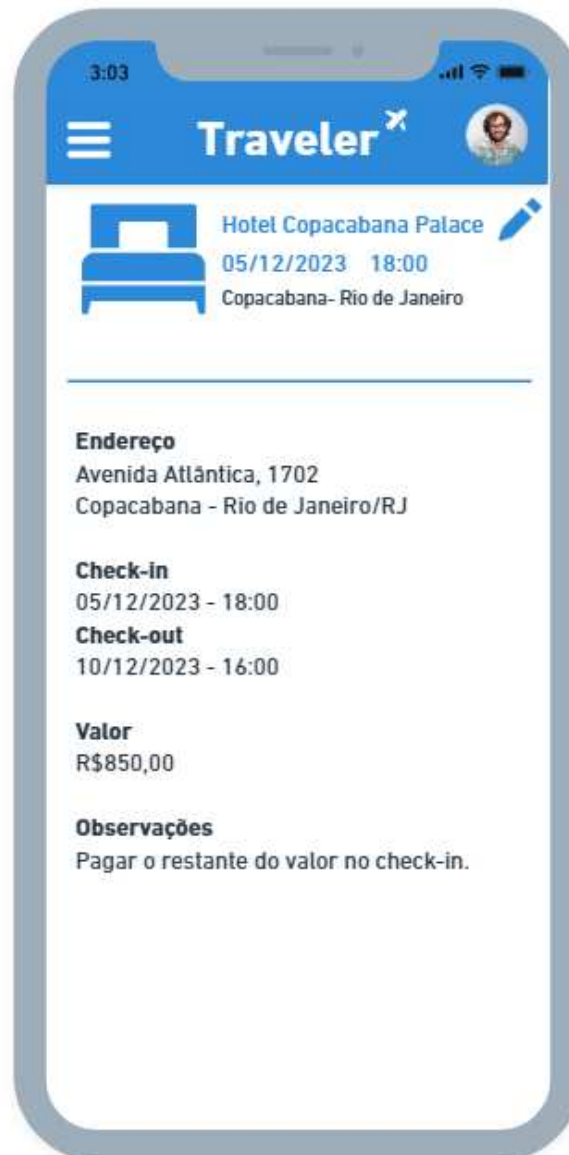 3:03
Traveler
Hotel Copacabana Palace
05/12/2023 18:00
Copacabana- Rio de Janeiro
Endereço
Avenida Atlântica, 1702
Copacabana - Rio de Janeiro/RJ
Check-in
05/12/2023 - 18:00
Check-out
10/12/2023 - 16:00
Valor
R$850,00
Observações
Pagar o restante do valor no check-in.